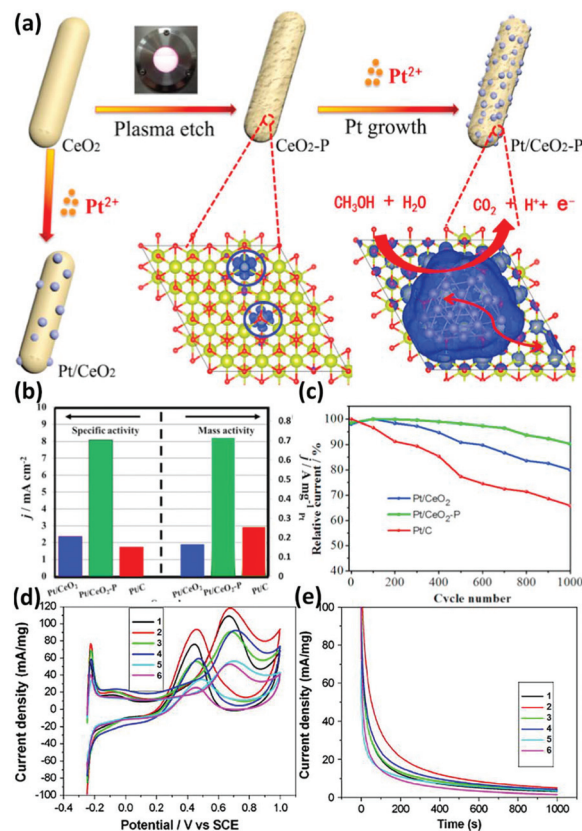 (a)
CeO2
Plasma etch
CeO2-P
Pt2+
Pt growth
Pt/CeO2-P
Pt2+
Pt/CeO2
CH3OH + H2O
CO2 + H+ + e-
(b)
Specific activity
Mass activity
j / mA cm-2
9
8
7
6
5
4
3
2
1
0
0.8
0.7
0.6
0.5
0.4
0.3
0.2
0.1
0.0
j / A mg-1 Pt
Pt/CeO2
Pt/CeO2-P
Pt/C
Pt/CeO2
Pt/CeO2-P
Pt/C
(c)
Relative current / %
100
90
80
70
60
50
40
Pt/CeO2
Pt/CeO2-P
Pt/C
0 200 400 600 800 1000
Cycle number
(d)
Current density (mA/mg)
120
100
80
60
40
20
0
20
-40
-60
-80
-100
1
2
3
4
5
6
-0.4 -0.2 0.0 0.2 0.4 0.6 0.8 1.0
Potential / V vs SCE
(e)
Current density (mA/mg)
100
80
60
40
20
0
1
2
3
4
5
6
0 200 400 600 800 1000
Time (s)